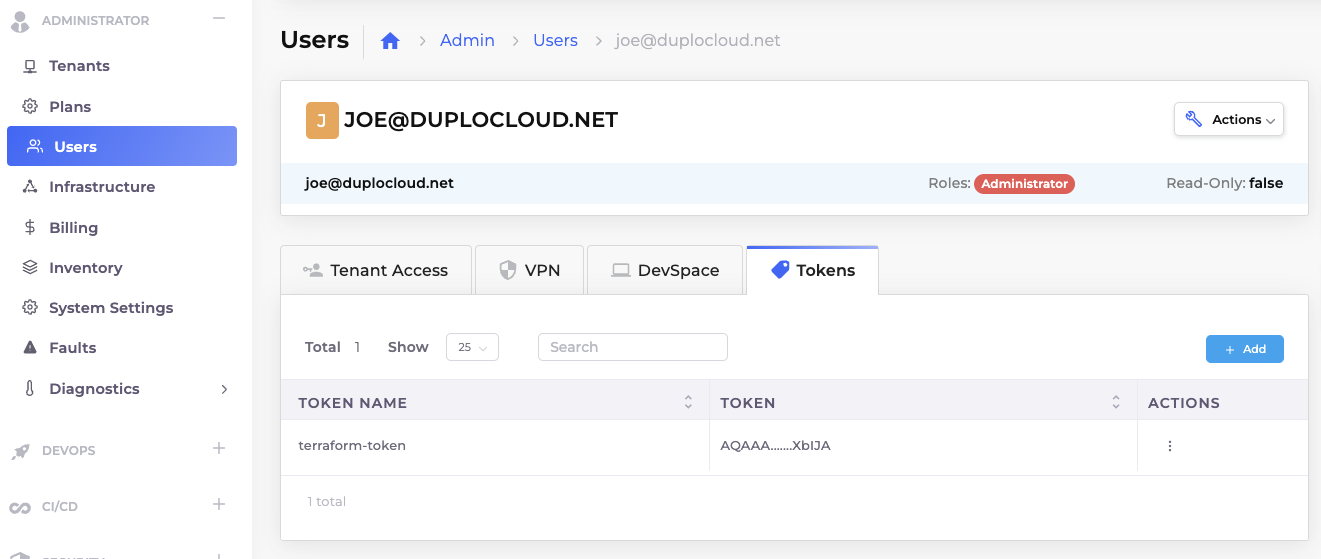 ADMINISTRATOR
Tenants
Plans
Users
Infrastructure
Billing
Inventory
System Settings
Faults
Diagnostics
DEVOPS
CI/CD
Users Admin Users joe@duplocloud.net
J JOE@DUPLOCLOUD.NET
Actions
joe@duplocloud.net Roles: Administrator Read-Only: false
Tenant Access VPN DevSpace Tokens
Total 1 Show 25 Search + Add
TOKEN NAME TOKEN ACTIONS
terraform-token AQAAA.......XbIJA
1 total